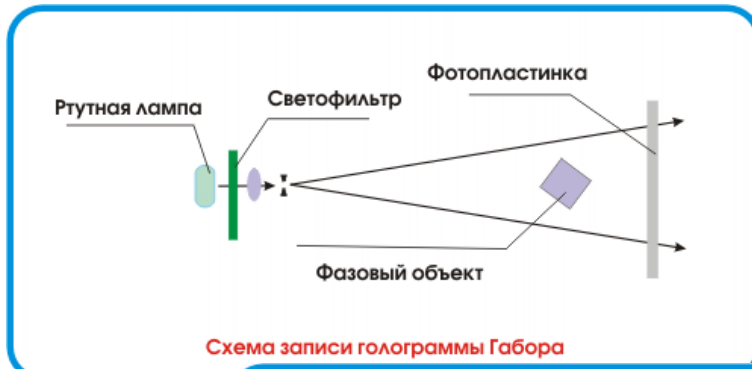 Фотопластинка
Светофильтр
Ртутная лампа
Фазовый объект
Схема записи голограммы Габора